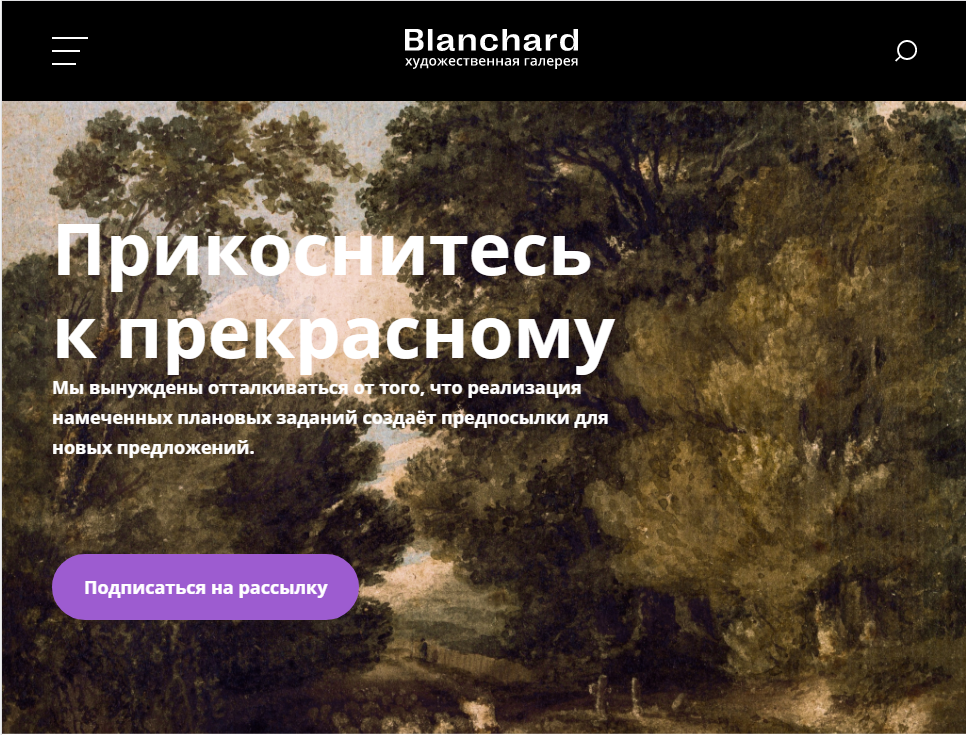 Blanchard
художественная галерея
Прикоснитесь
к прекрасному
Мы вынуждены отталкиваться от того, что реализация
намеченных плановых заданий создаёт предпосылки для
новых предложений.
Подписаться на рассылку